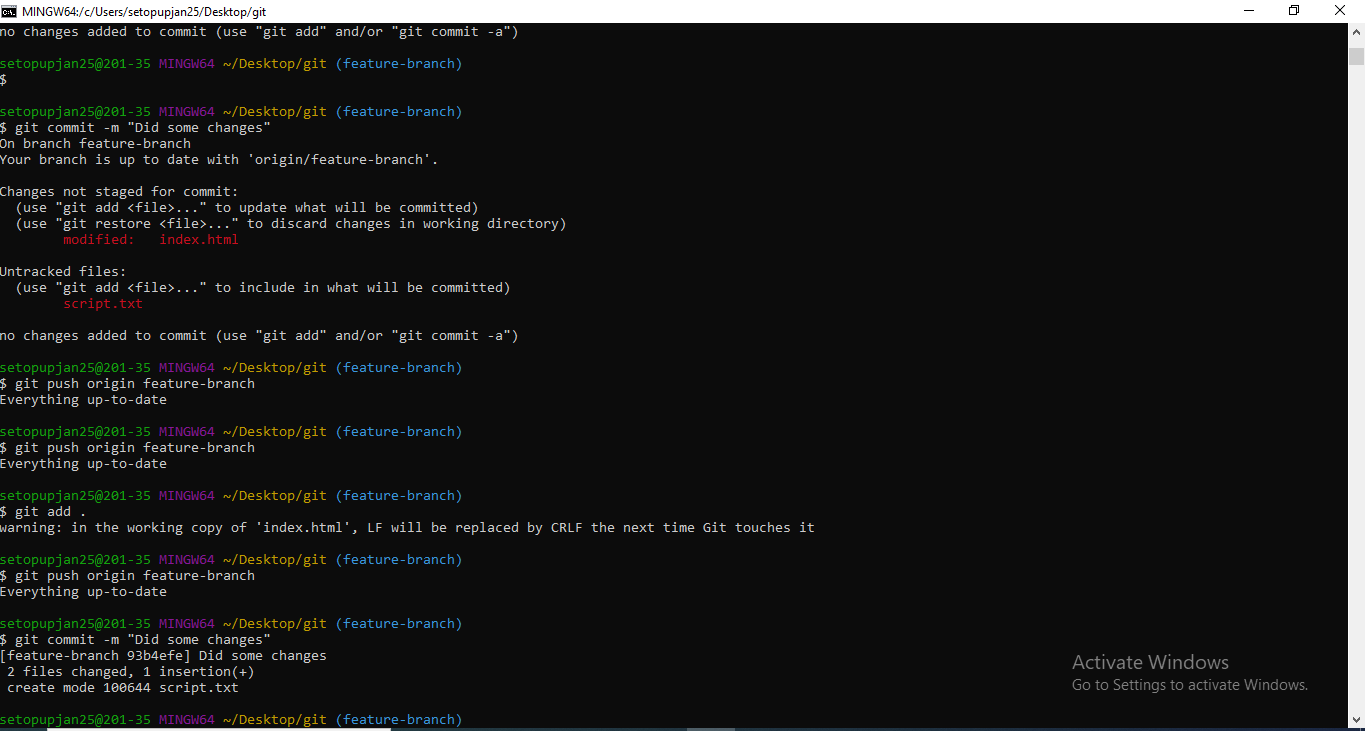 MINGW64:/c/Users/setopupjan25/Desktop/git
no changes added to commit (use "git add" and/or "git commit -a")
setopupjan25@201-35 MINGW64 ~/Desktop/git (feature-branch)
$
setopupjan25@201-35 MINGW64 ~/Desktop/git (feature-branch)
$ git commit -m "Did some changes"
On branch feature-branch
Your branch is up to date with 'origin/feature-branch'.
Changes not staged for commit:
(use "git add <file>..." to update what will be committed)
(use "git restore <file>..." to discard changes in working directory)
modified: index.html
Untracked files:
(use "git add <file>..." to include in what will be committed)
script.txt
no changes added to commit (use "git add" and/or "git commit -a")
setopupjan25@201-35 MINGW64 ~/Desktop/git (feature-branch)
$ git push origin feature-branch
Everything up-to-date
setopupjan25@201-35 MINGW64 ~/Desktop/git (feature-branch)
$ git push origin feature-branch
Everything up-to-date
setopupjan25@201-35 MINGW64 ~/Desktop/git (feature-branch)
$ git add .
warning: in the working copy of 'index.html', LF will be replaced by CRLF the next time Git touches it
setopupjan25@201-35 MINGW64 ~/Desktop/git (feature-branch)
$ git push origin feature-branch
Everything up-to-date
setopupjan25@201-35 MINGW64 ~/Desktop/git (feature-branch)
$ git commit -m "Did some changes"
[feature-branch 93b4efe] Did some changes
2 files changed, 1 insertion(+)
create mode 100644 script.txt
setopupjan25@201-35 MINGW64 ~/Desktop/git (feature-branch)
Activate Windows
Go to Settings to activate Windows.